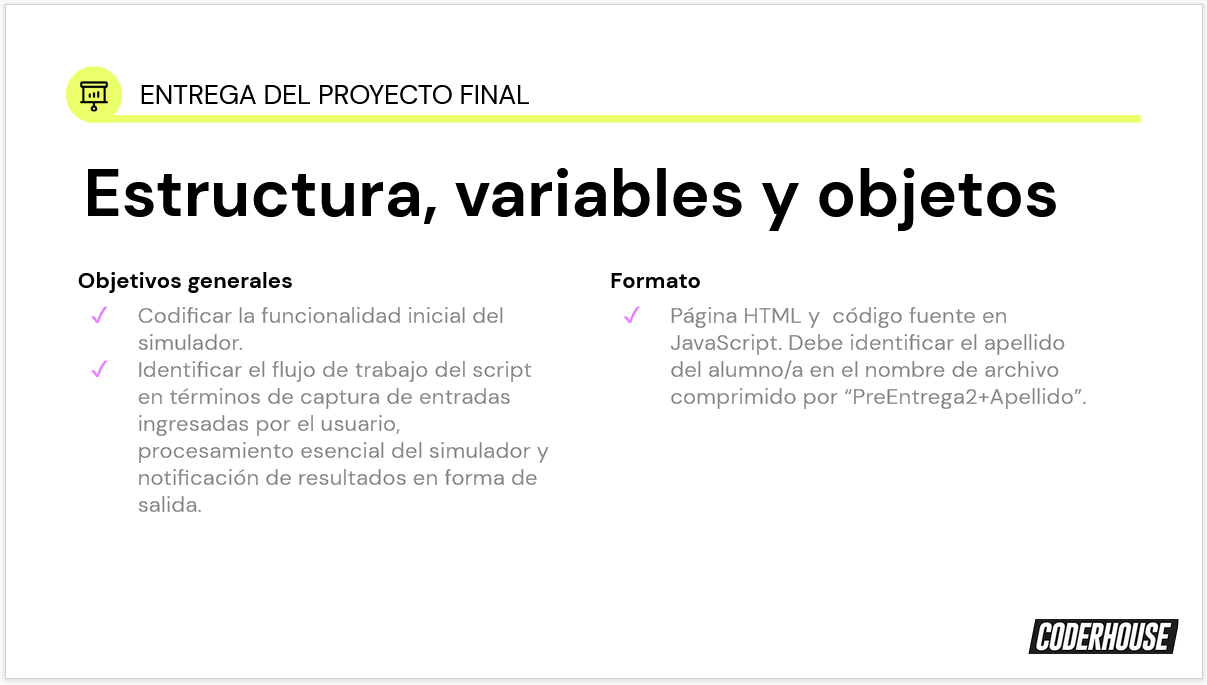 ENTREGA DEL PROYECTO FINAL
Estructura, variables y objetos
Objetivos generales
✓ Codificar la funcionalidad inicial del
simulador.
✓ Identificar el flujo de trabajo del script
en términos de captura de entradas
ingresadas por el usuario,
procesamiento esencial del simulador y
notificación de resultados en forma de
salida.
Formato
✓ Página HTML y  código fuente en
JavaScript. Debe identificar el apellido
del alumno/a en el nombre de archivo
comprimido por “PreEntrega2+Apellido”.
CODERHOUSE